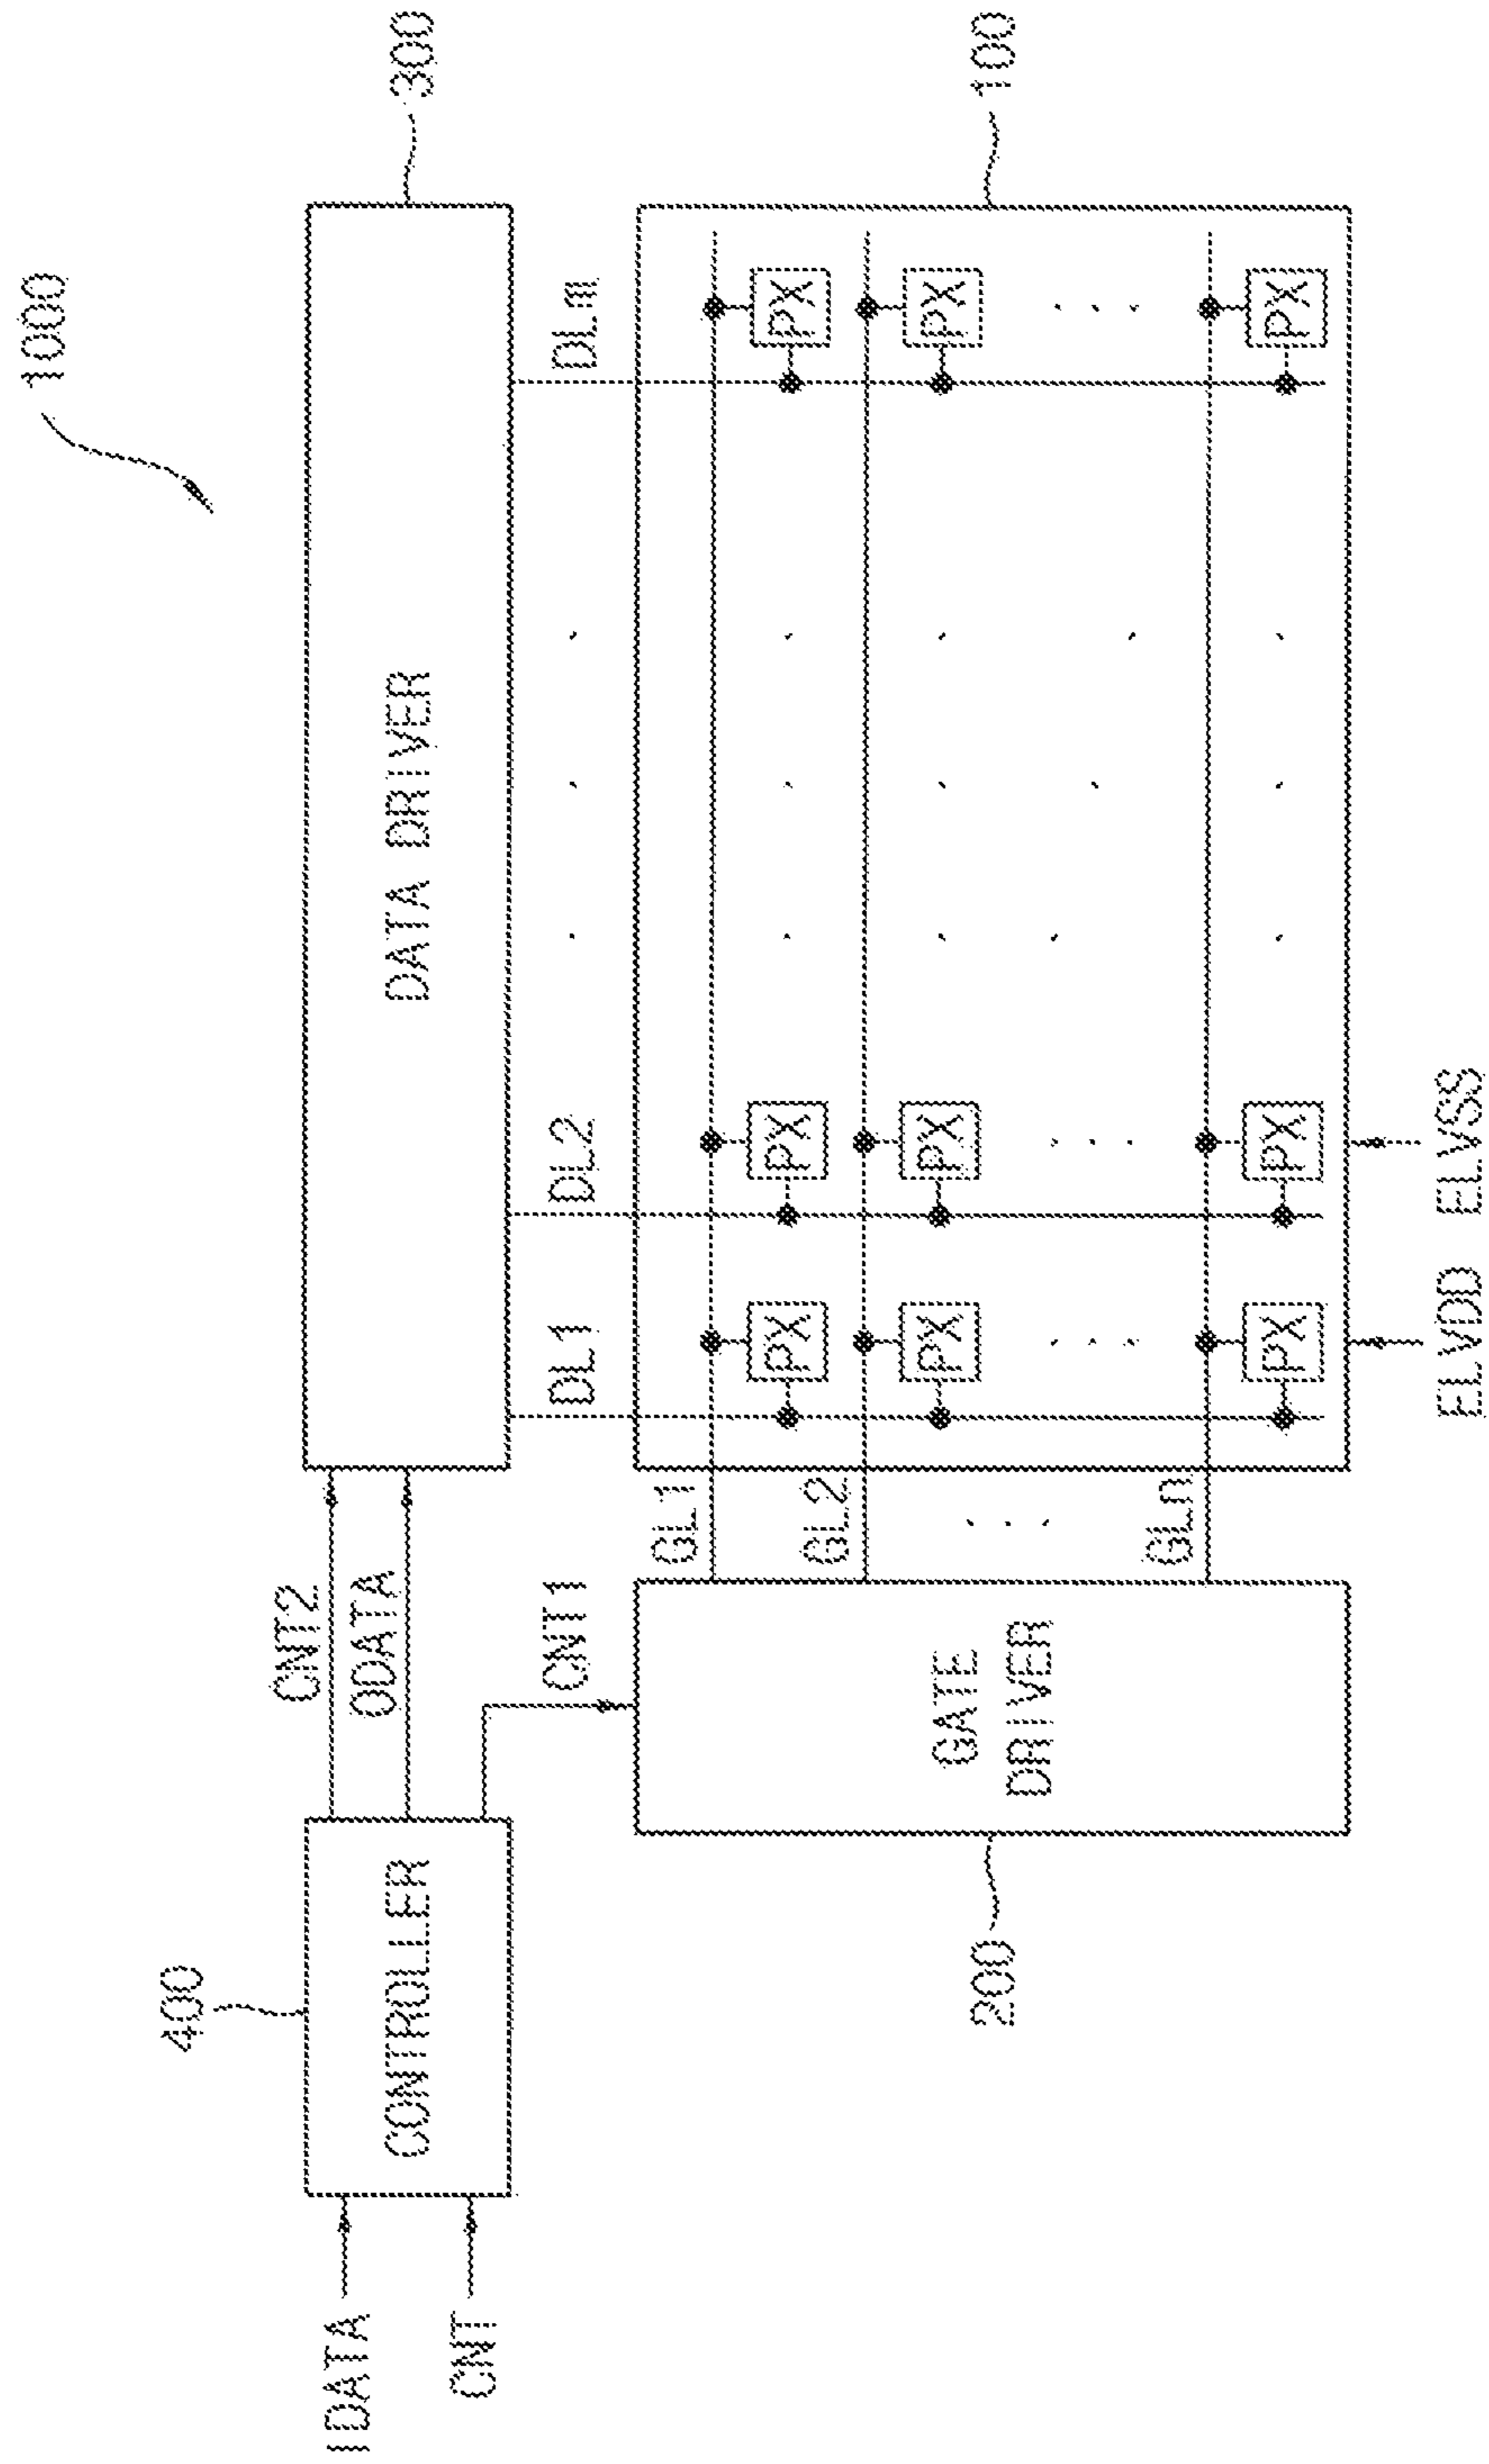 1000
400
300
IDATA
CNT
CONTROLLER
CNT2
ODATA
CNT1
DATA DRIVER
DL1
DL2
DLm
GATE
DRIVER
200
GL1
GL2
GLn
100
PX
PX
PX
PX
PX
PX
PX
PX
PX
ELVDD
ELVSS